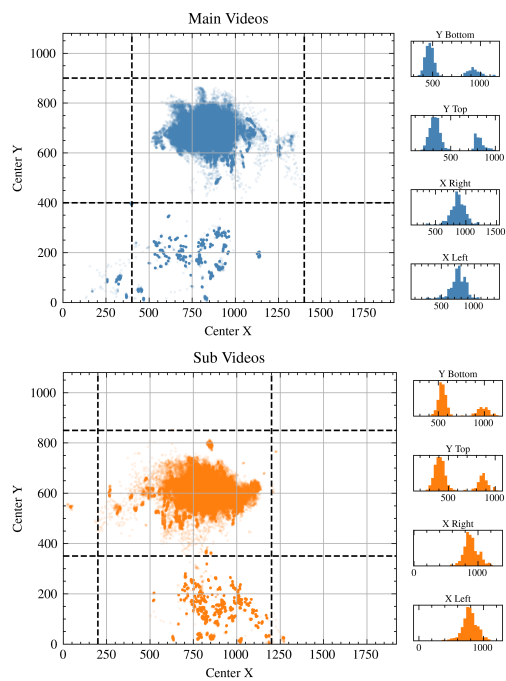 Main Videos
1000
800
600
400
200
0
Center Y
0 250 500 750 1000 1250 1500 1750
Center X
Y Bottom
500 1000
Y Top
500 1000
X Right
500 1000 1500
X Left
500 1000
Sub Videos
1000
800
600
400
200
0
Center Y
0 250 500 750 1000 1250 1500 1750
Center X
Y Bottom
500 1000
Y Top
500 1000
X Right
0 1000
X Left
0 1000